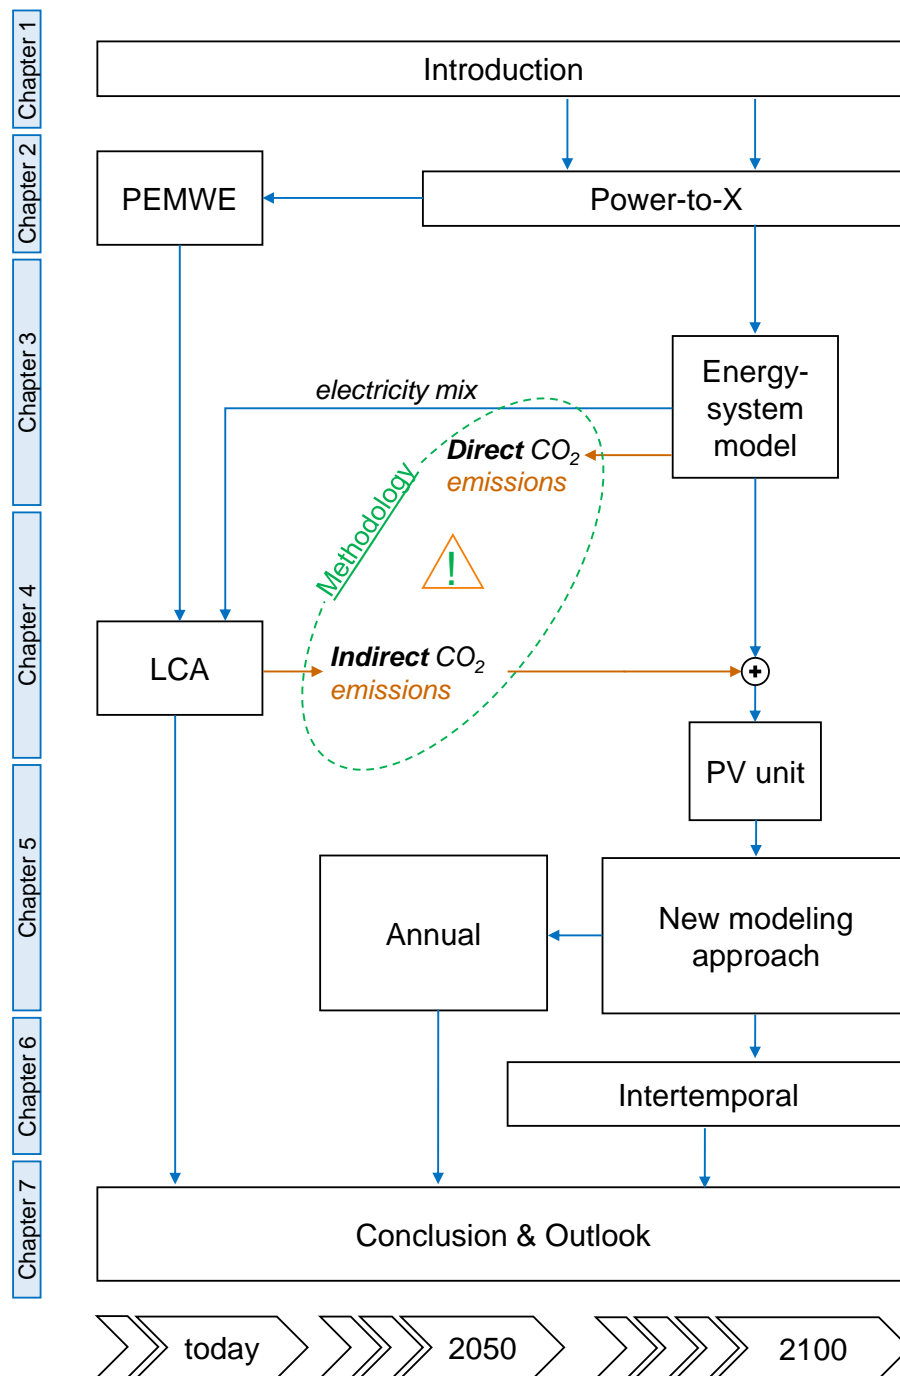 Chapter 1
Introduction
Chapter 2
PEMWE
Power-to-X
Chapter 3
Energy-
system
model
electricity mix
Direct CO2
emissions
Methodology
!
Chapter 4
LCA
Indirect CO2
emissions
+
PV unit
Chapter 5
Annual
New modeling
approach
Chapter 6
Intertemporal
Chapter 7
Conclusion & Outlook
today
2050
2100